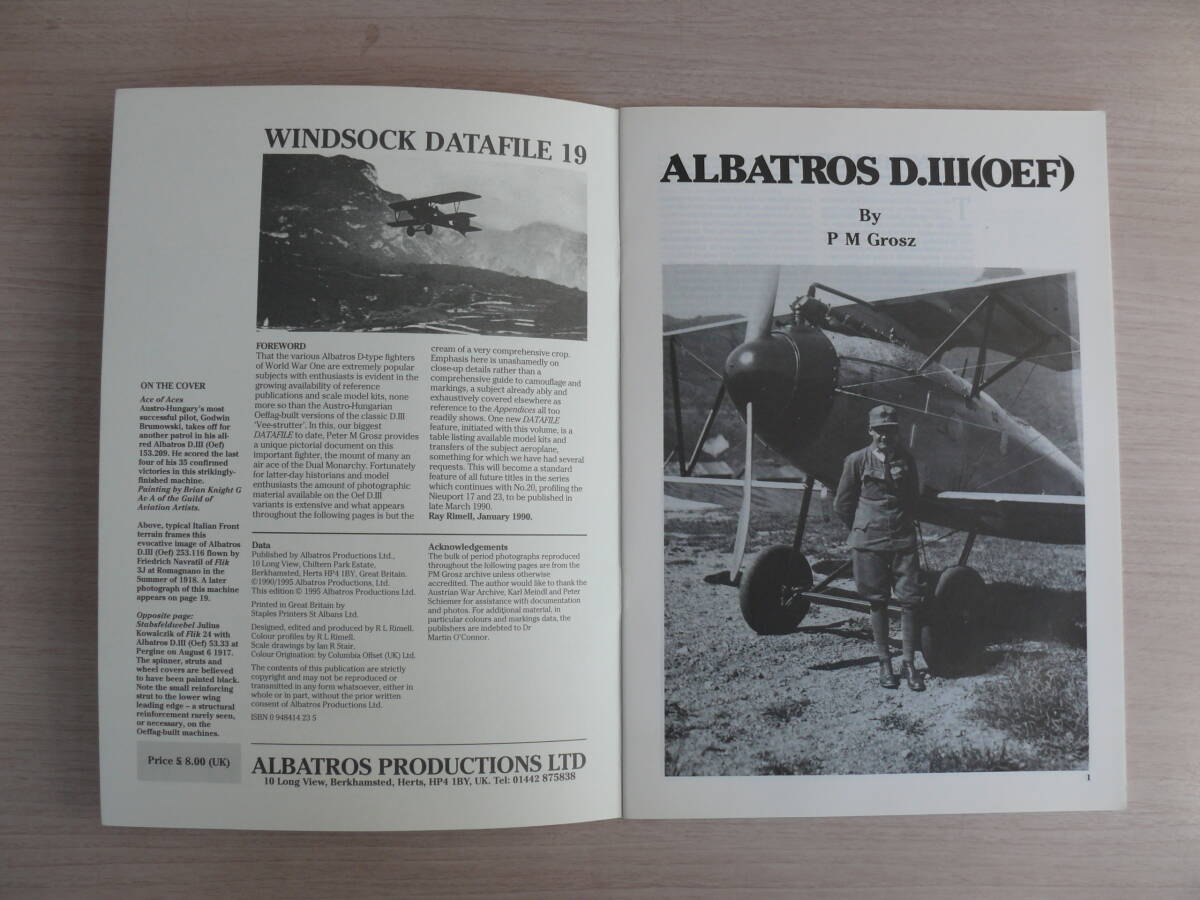 WINDSOCK DATAFILE 19
ON THE COVER
Ace of Aces
Austro-Hungary's most
successful pilot, Godwin
Brumowski, takes off for
another patrol in his all-
red Albatros D.III (Oef)
153.209. He scored the last
four of his 35 confirmed
victories in this strikingly-
finished machine.
Painting by Brian Knight G
Av A of the Guild of
Aviation Artists.
Above, typical Italian Front
terrain frames this
evocative image of Albatros
D.III (Oef) 253.116 flown by
Friedrich Navratil of Flik
3J at Romagnano in the
Summer of 1918. A later
photograph of this machine
appears on page 19.
Opposite page:
Stabsfeldwebel Julius
Kowalczik of Flik 24 with
Albatros D.III (Oef) 53.33 at
Pergine on August 6 1917.
The spinner, struts and
wheel covers are believed
to have been painted black.
Note the small reinforcing
strut to the lower wing
leading edge – a structural
reinforcement rarely seen,
or necessary, on the
Oeffag-built machines.
Price £ 8.00 (UK)
FOREWORD
That the various Albatros D-type fighters
of World War One are extremely popular
subjects with enthusiasts is evident in the
growing availability of reference
publications and scale model kits, none
more so than the Austro-Hungarian
Oeffag-built versions of the classic D.III
'Vee-strutter'. In this, our biggest
DATAFILE to date, Peter M Grosz provides
a unique pictorial document on this
important fighter, the mount of many an
air ace of the Dual Monarchy. Fortunately
for latter-day historians and model
enthusiasts the amount of photographic
material available on the Oef D.III
variants is extensive and what appears
throughout the following pages is but the
cream of a very comprehensive crop.
Emphasis here is unashamedly on
close-up details rather than a
comprehensive guide to camouflage and
markings, a subject already ably and
exhaustively covered elsewhere as
reference to the Appendices all too
readily shows. One new DATAFILE
feature, initiated with this volume, is a
table listing available model kits and
transfers of the subject aeroplane,
something for which we have had several
requests. This will become a standard
feature of all future titles in the series
which continues with No.20, profiling the
Nieuport 17 and 23, to be published in
late March 1990.
Ray Rimell, January 1990.
Data
Published by Albatros Productions Ltd.,
10 Long View, Chiltern Park Estate,
Berkhamsted, Herts HP4 1BY, Great Britain.
©1990/1995 Albatros Productions, Ltd.
This edition © 1995 Albatros Productions Ltd.
Printed in Great Britain by
Staples Printers St Albans Ltd.
Designed, edited and produced by R L Rimell.
Colour profiles by R L Rimell.
Scale drawings by Ian R Stair.
Colour Origination: by Columbia Offset (UK) Ltd.
The contents of this publication are strictly
copyright and may not be reproduced or
transmitted in any form whatsoever, either in
whole or in part, without the prior written
consent of Albatros Productions Ltd.
ISBN 0 948414 23 5
Acknowledgements
The bulk of period photographs reproduced
throughout the following pages are from the
PM Grosz archive unless otherwise
accredited. The author would like to thank the
Austrian War Archive, Karl Meindl and Peter
Schiemer for assistance with documentation
and photos. For additional material, in
particular colours and markings data, the
publishers are indebted to Dr
Martin O'Connor.
ALBATROS PRODUCTIONS LTD
10 Long View, Berkhamsted, Herts, HP4 1BY, UK. Tel: 01442 875838
ALBATROS D.III(OEF)
By
P M Grosz
1